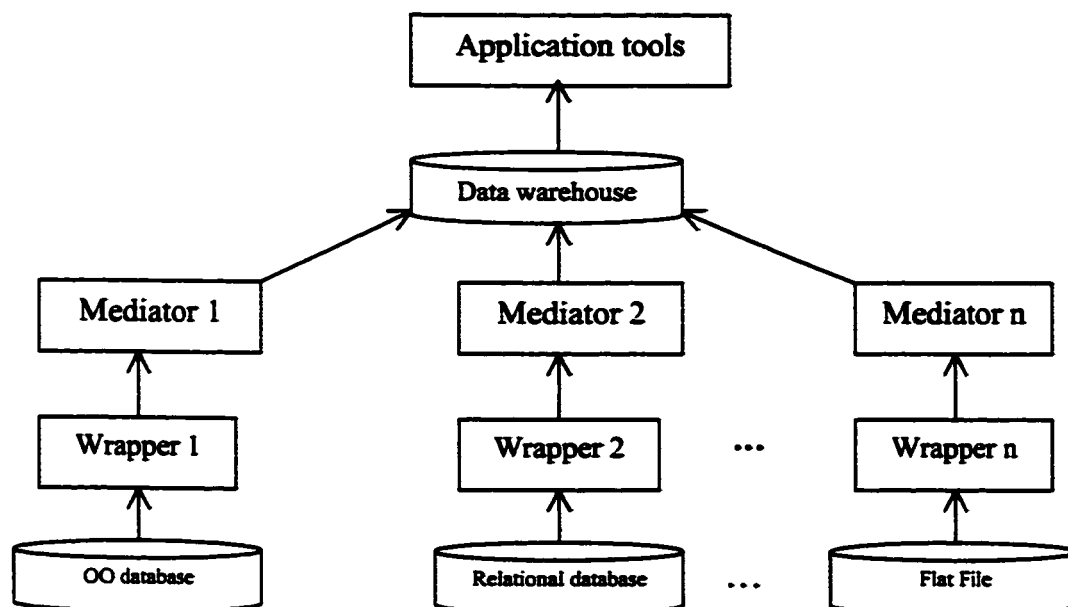 Application tools
Data warehouse
Mediator 1
Mediator 2
Mediator n
Wrapper 1
Wrapper 2
...
Wrapper n
OO database
Relational database
...
Flat File